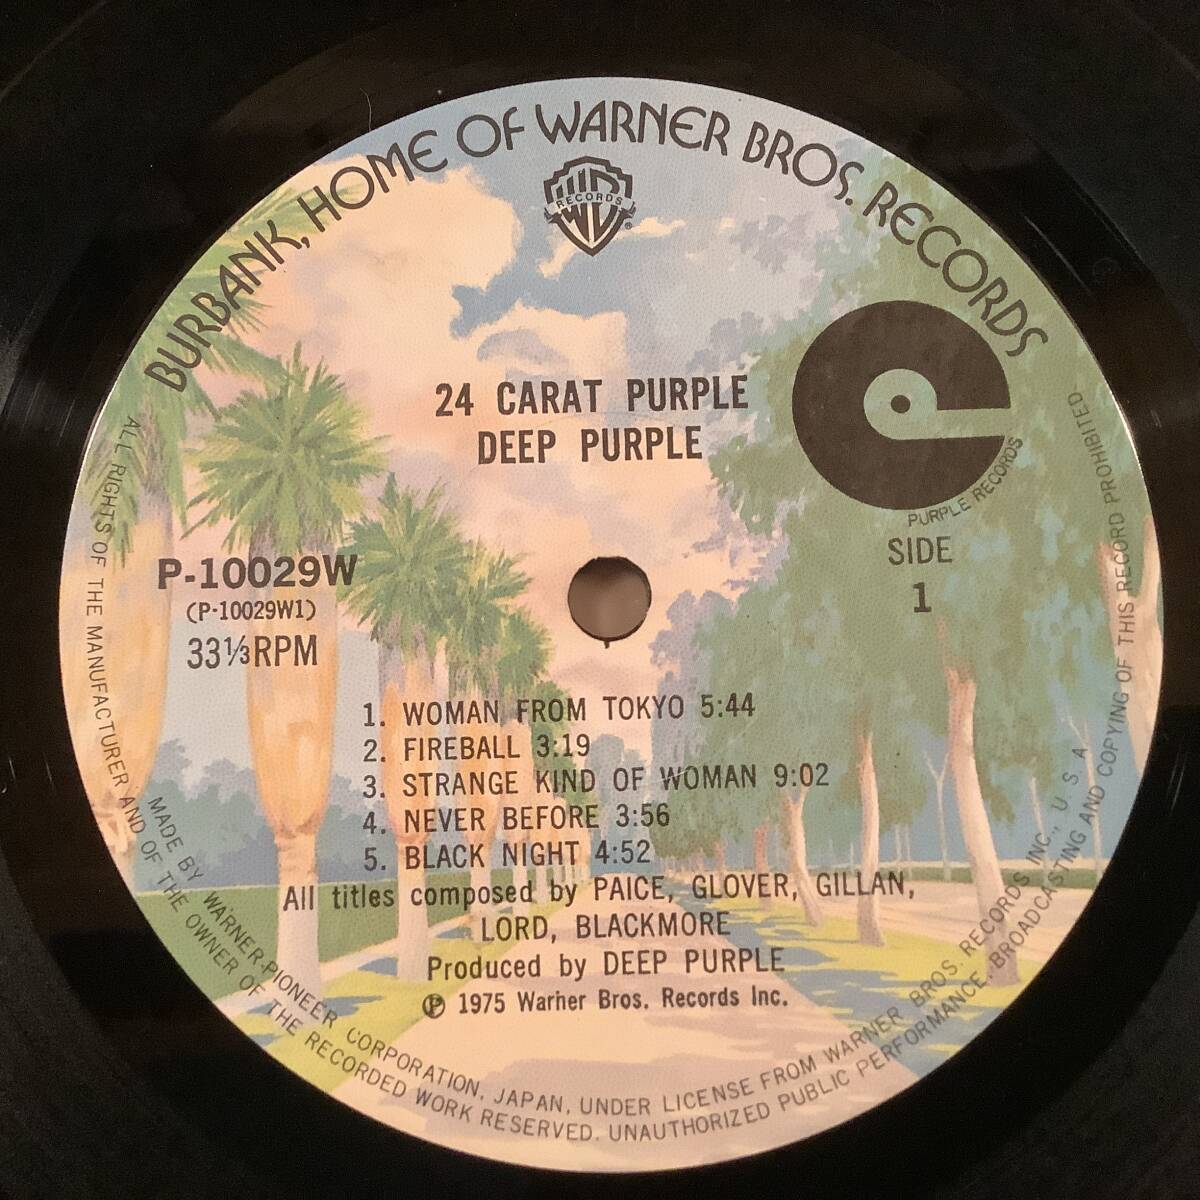 BURBANK, HOME OF WARNER BROS. RECORDS
RECORDS
®
24 CARAT PURPLE
DEEP PURPLE
PURPLE RECORDS
SIDE
1
P-10029W
(P-10029W1)
33⅓RPM
1. WOMAN FROM TOKYO 5:44
2. FIREBALL 3:19
3. STRANGE KIND OF WOMAN 9:02
4. NEVER BEFORE 3:56
5. BLACK NIGHT 4:52
All titles composed by PAICE, GLOVER, GILLAN,
LORD, BLACKMORE
Produced by DEEP PURPLE
Ⓟ 1975 Warner Bros. Records Inc.
MADE BY WARNER-PIONEER CORPORATION, JAPAN, UNDER LICENSE FROM WARNER BROS. RECORDS INC., U.S.A
ALL RIGHTS OF THE MANUFACTURER AND OF THE OWNER OF THE RECORDED WORK RESERVED. UNAUTHORIZED PUBLIC PERFORMANCE, BROADCASTING AND COPYING OF THIS RECORD PROHIBITED.